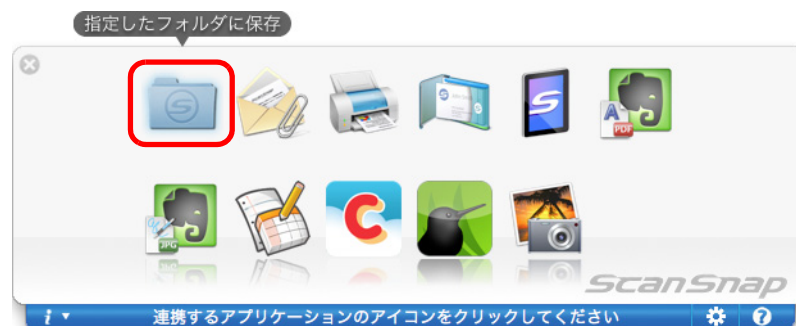 指定したフォルダに保存
PDF
JPG
ScanSnap
連携するアプリケーションのアイコンをクリックしてください